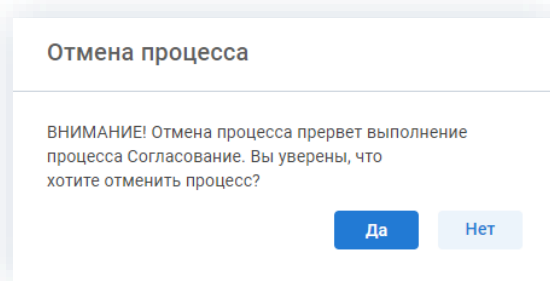 Отмена процесса
ВНИМАНИЕ! Отмена процесса прервет выполнение
процесса Согласование. Вы уверены, что
хотите отменить процесс?
Да
Нет